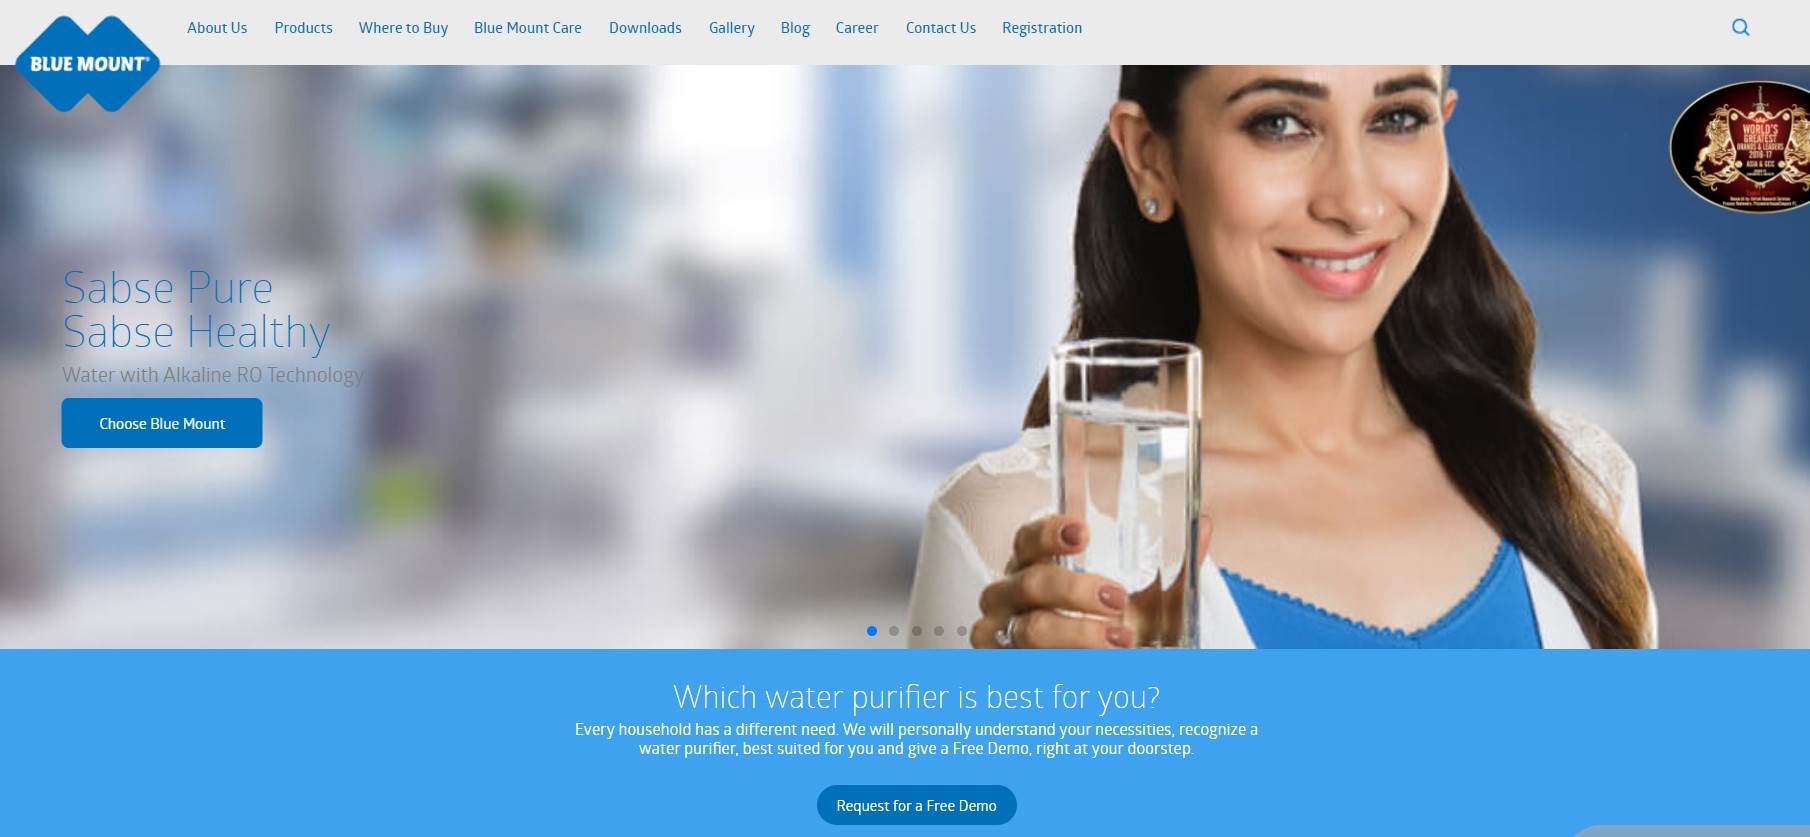 About Us Products Where to Buy Blue Mount Care Downloads Gallery Blog Career Contact Us Registration
BLUE MOUNT®
WORLD'S
GREATEST
BRANDS & LEADERS
2016-17
ASIA & GCC
Sabse Pure
Sabse Healthy
Water with Alkaline RO Technology
Choose Blue Mount
Which water purifier is best for you?
Every household has a different need. We will personally understand your necessities, recognize a
water purifier, best suited for you and give a Free Demo, right at your doorstep.
Request for a Free Demo